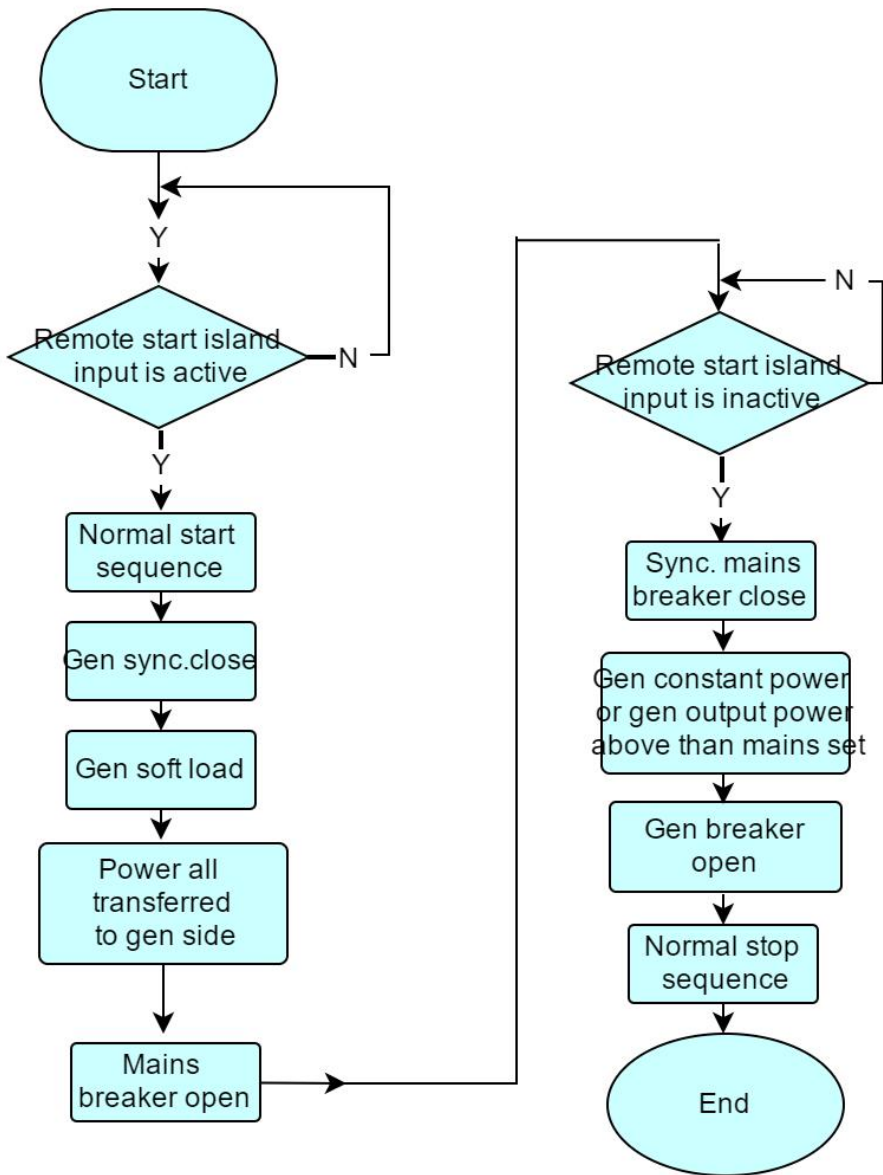 Start
Y
Remote start island
input is active
N
Y
Normal start
sequence
Gen sync.close
Gen soft load
Power all
transferred
to gen side
Mains
breaker open
N
Remote start island
input is inactive
Y
Sync. mains
breaker close
Gen constant power
or gen output power
above than mains set
Gen breaker
open
Normal stop
sequence
End